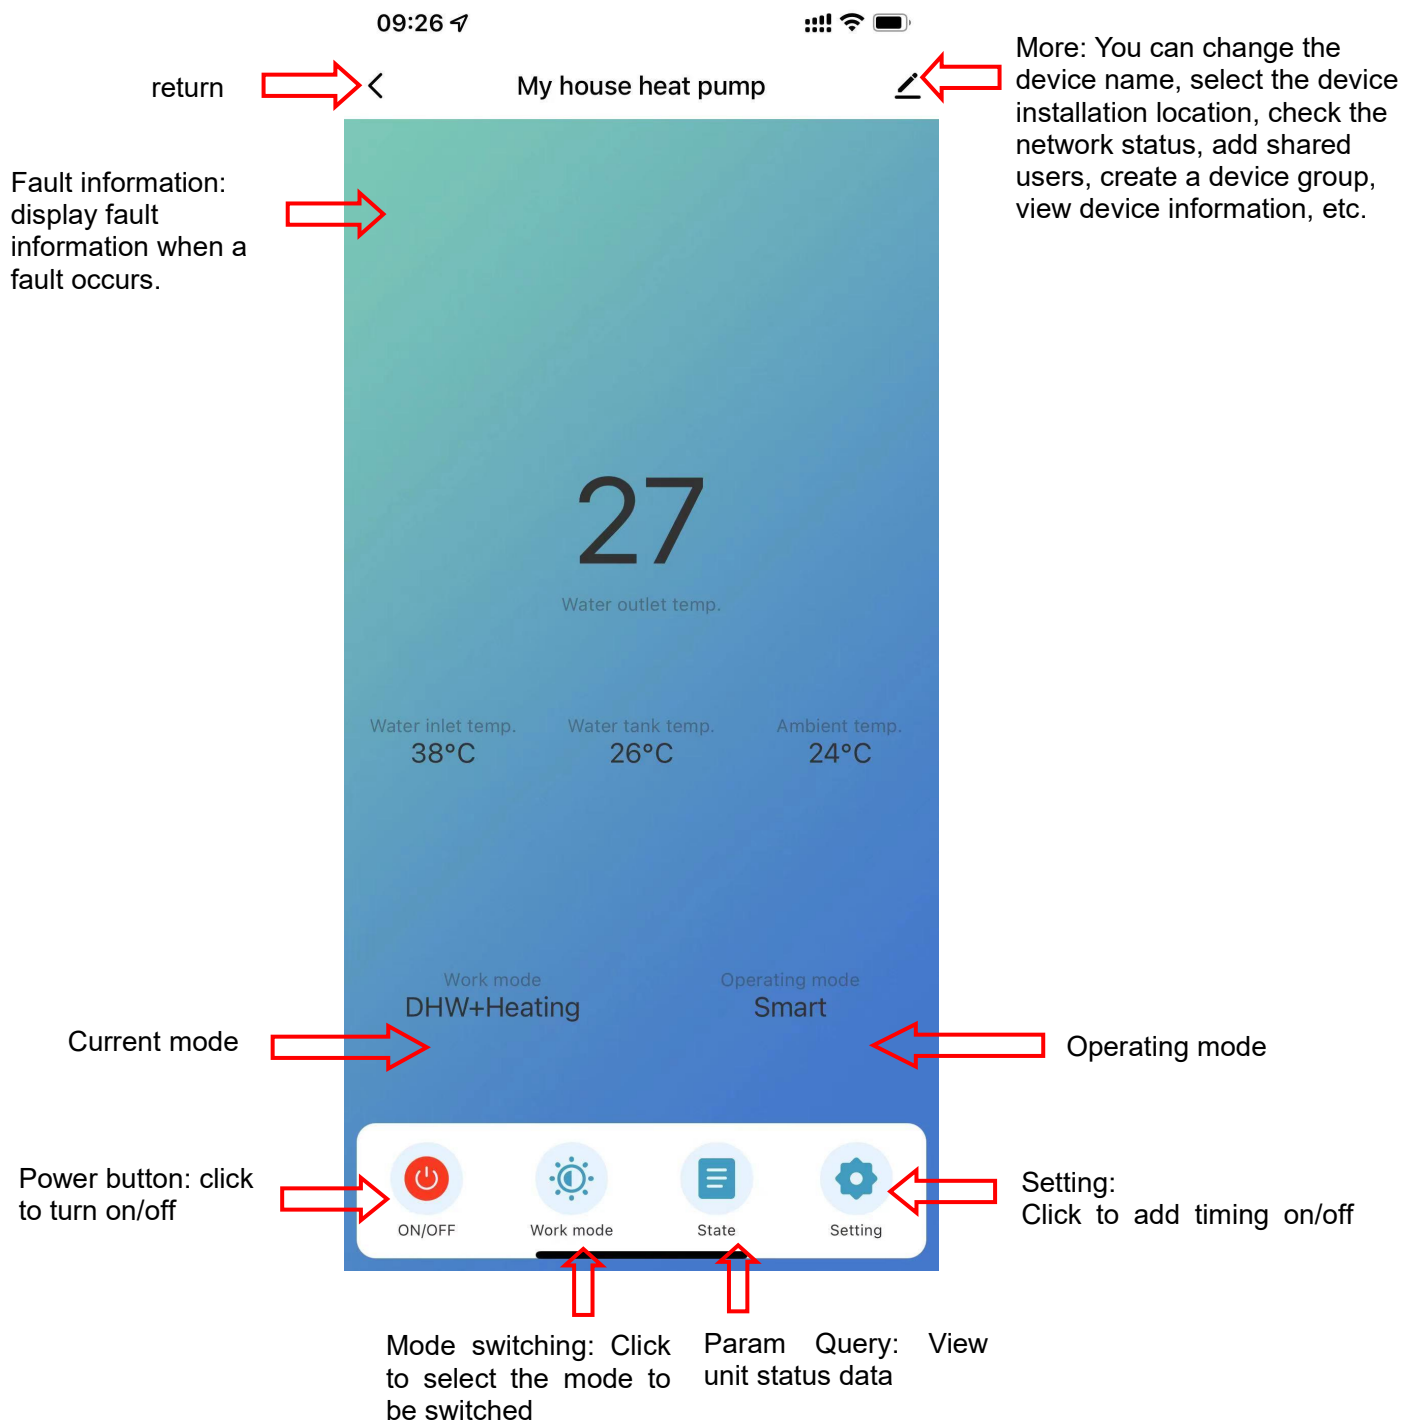 09:26
return
My house heat pump
More: You can change the
device name, select the device
installation location, check the
network status, add shared
users, create a device group,
view device information, etc.
Fault information:
display fault
information when a
fault occurs.
27
Water outlet temp.
Water inlet temp.
38°C
Water tank temp.
26°C
Ambient temp.
24°C
Work mode
DHW+Heating
Operating mode
Smart
Current mode
Operating mode
Power button: click
to turn on/off
ON/OFF
Work mode
State
Setting
Setting:
Click to add timing on/off
Mode switching: Click
to select the mode to
be switched
Param Query: View
unit status data